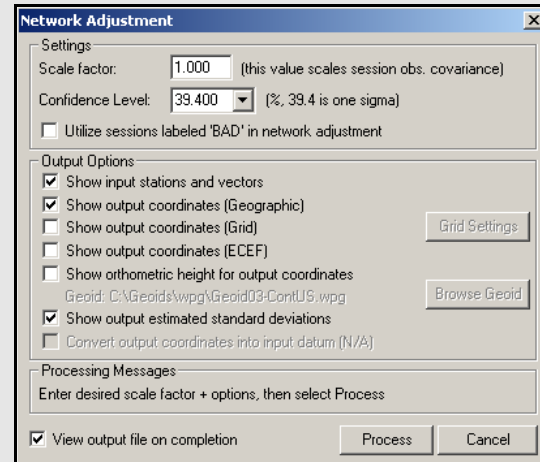 Network Adjustment
Settings
Scale factor: 1.000 (this value scales session obs. covariance)
Confidence Level: 39.400 (%, 39.4 is one sigma)
Utilize sessions labeled 'BAD' in network adjustment
Output Options
Show input stations and vectors
Show output coordinates (Geographic)
Show output coordinates (Grid)
Grid Settings
Show output coordinates (ECEF)
Show orthometric height for output coordinates
Geoid: C:\Geoids\wpg\Geoid03-ContUS.wpg
Browse Geoid
Show output estimated standard deviations
Convert output coordinates into input datum (N/A)
Processing Messages
Enter desired scale factor + options, then select Process
View output file on completion Process Cancel